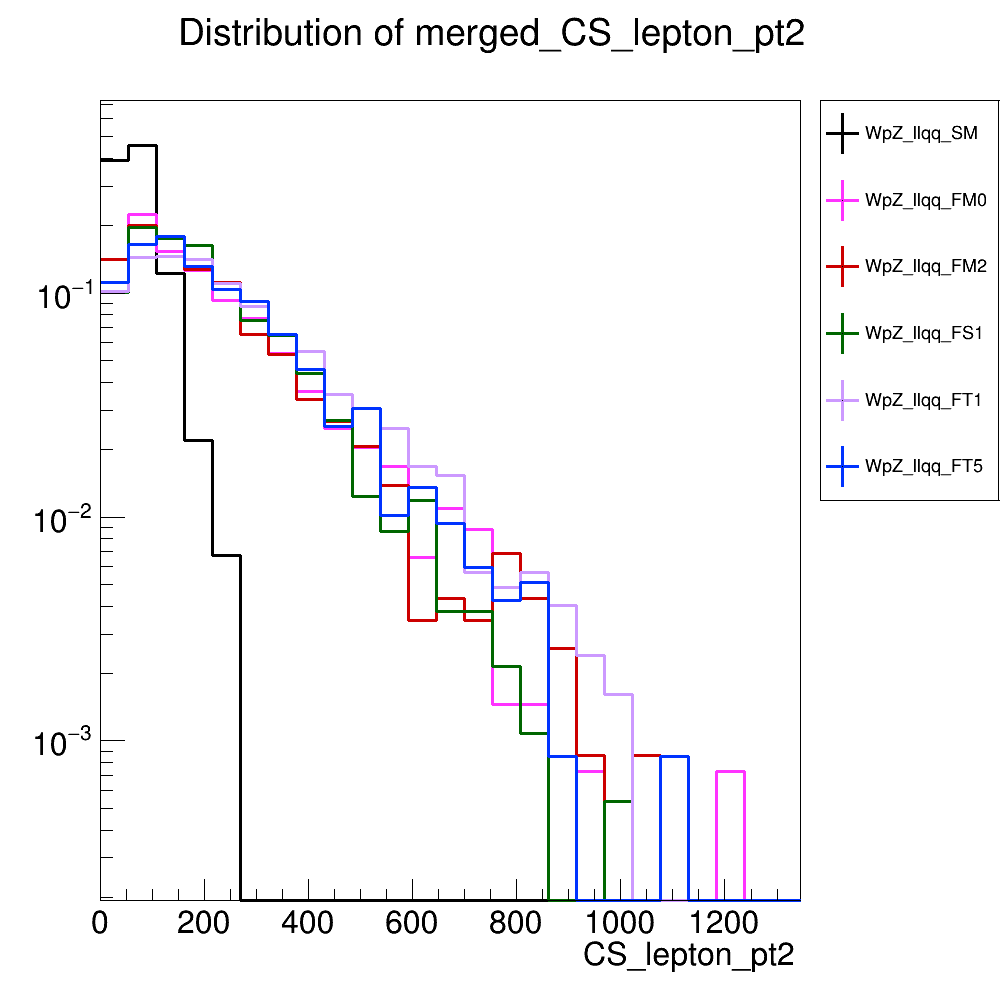 Distribution of merged_CS_lepton_pt2
WpZ_llqq_SM
WpZ_llqq_FM0
WpZ_llqq_FM2
WpZ_llqq_FS1
WpZ_llqq_FT1
WpZ_llqq_FT5
10⁻¹
10⁻²
10⁻³
0 200 400 600 800 1000 1200
CS_lepton_pt2